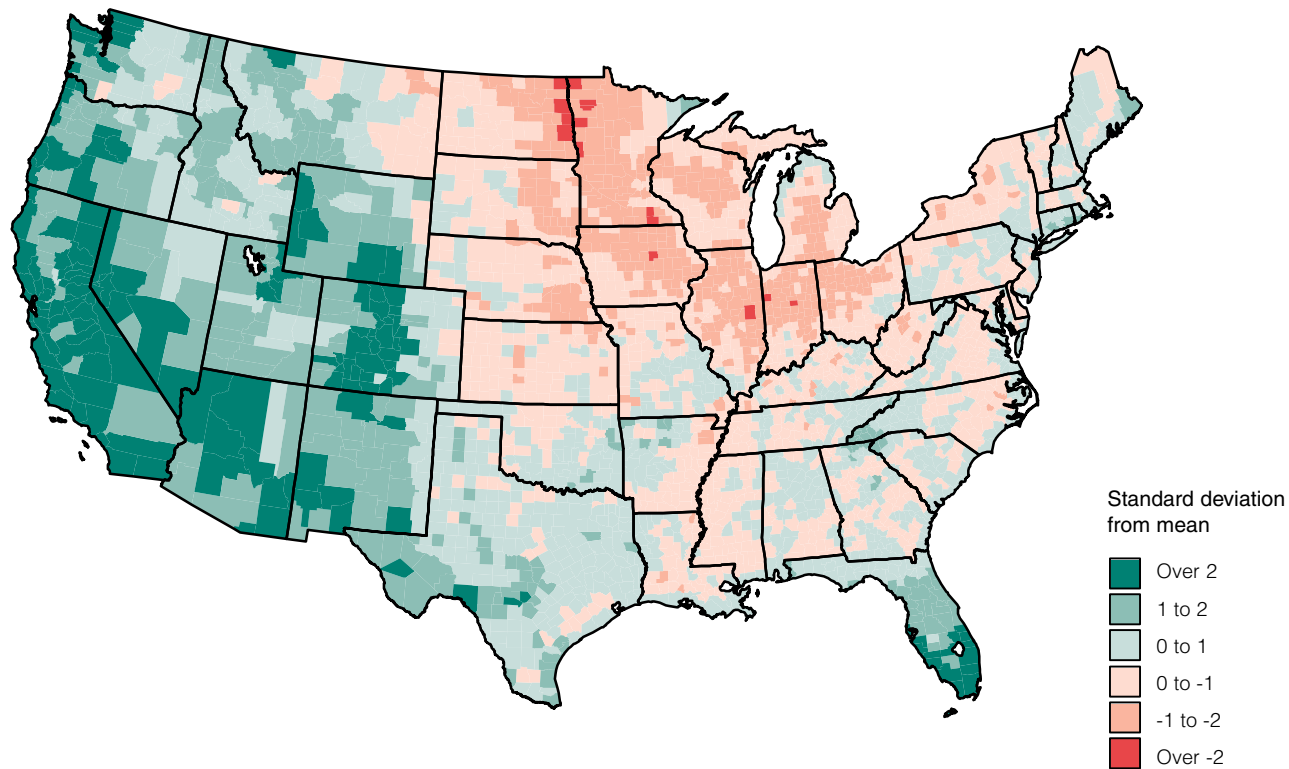 Standard deviation
from mean
Over 2
1 to 2
0 to 1
0 to -1
-1 to -2
Over -2